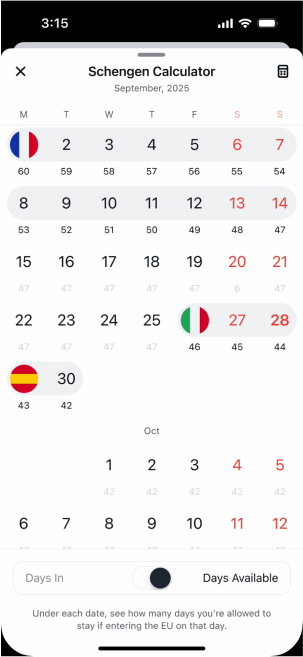 3:15
Schengen Calculator
September, 2025
M T W T F S S
2 3 4 5 6 7
60 59 58 57 56 55 54
8 9 10 11 12 13 14
53 52 51 50 49 48 47
15 16 17 18 19 20 21
47 47 47 47 47 6 47
22 23 24 25 27 28
47 47 47 47 46 45 44
30
43 42
Oct
1 2 3 4 5
42 42 42 42 42
6 7 8 9 10 11 12
Days In Days Available
Under each date, see how many days you're allowed to
stay if entering the EU on that day.